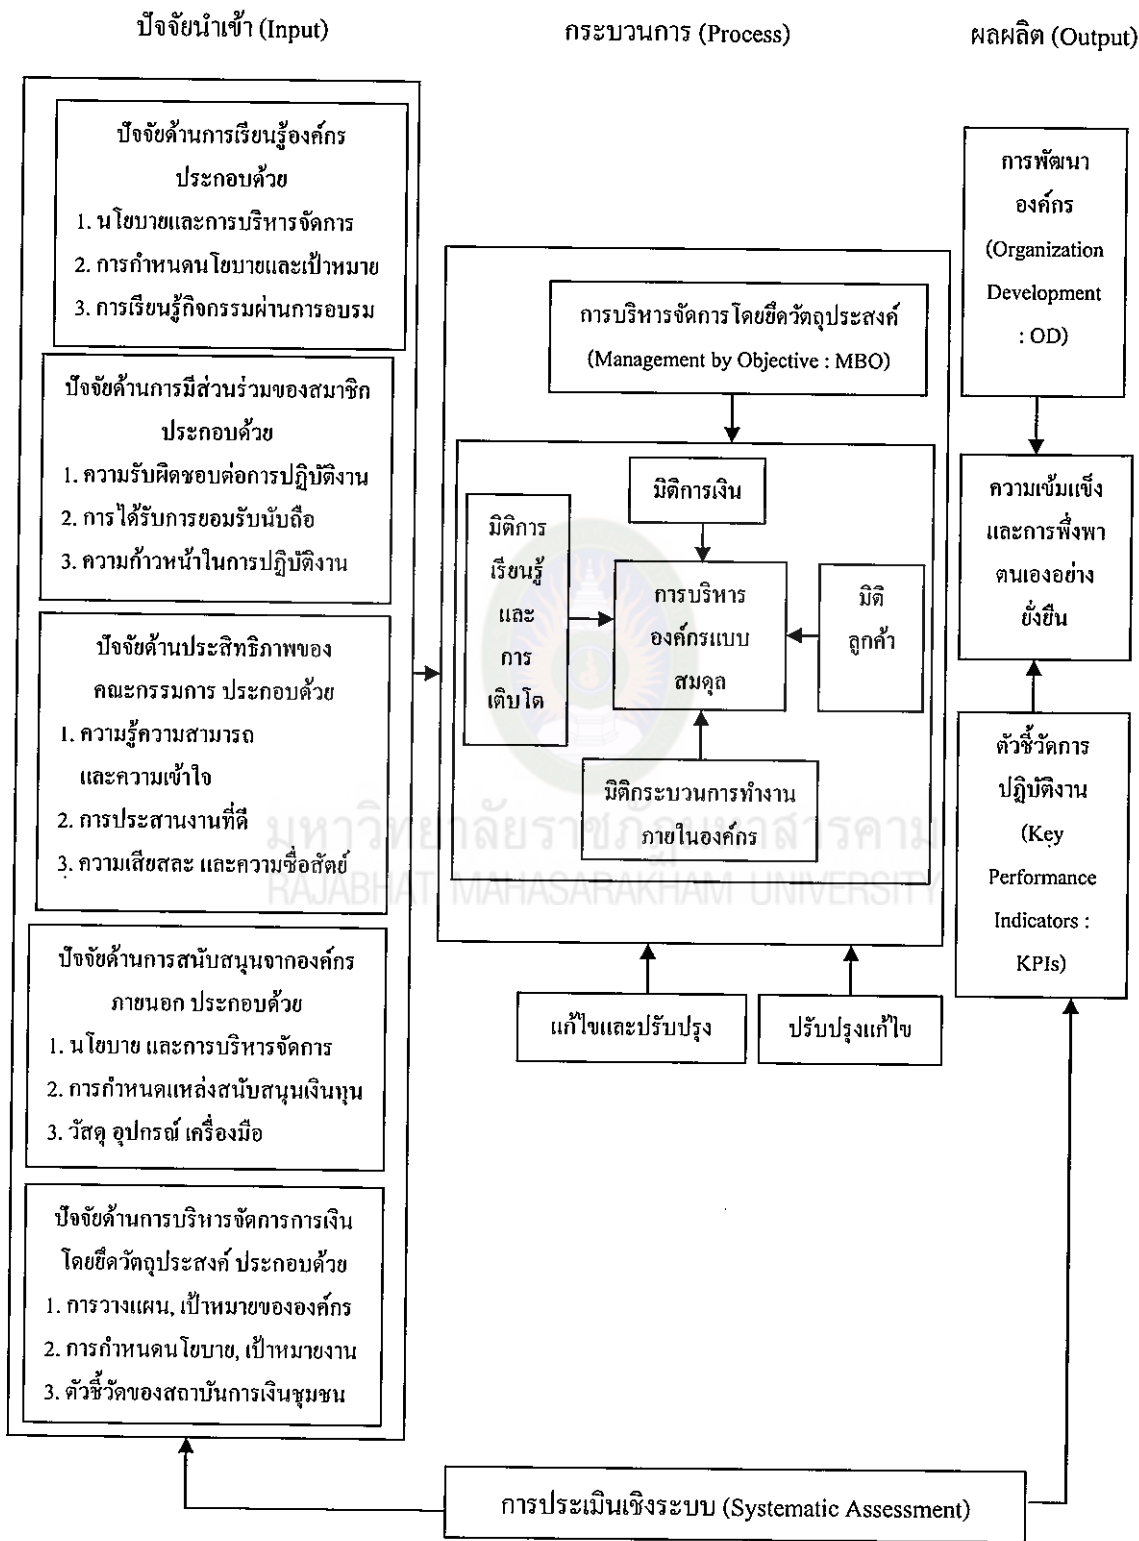 ปัจจัยนำเข้า (Input)
กระบวนการ (Process)
ผลผลิต (Output)
ปัจจัยด้านการเรียนรู้องค์กร
ประกอบด้วย
1. นโยบายและการบริหารจัดการ
2. การกำหนดนโยบายและเป้าหมาย
3. การเรียนรู้กิจกรรมผ่านการอบรม
ปัจจัยด้านการมีส่วนร่วมของสมาชิก
ประกอบด้วย
1. ความรับผิดชอบต่อการปฏิบัติงาน
2. การได้รับการยอมรับนับถือ
3. ความก้าวหน้าในการปฏิบัติงาน
ปัจจัยด้านประสิทธิภาพของ
คณะกรรมการ ประกอบด้วย
1. ความรู้ความสามารถ
และความเข้าใจ
2. การประสานงานที่ดี
3. ความเสียสละ และความซื่อสัตย์
ปัจจัยด้านการสนับสนุนจากองค์กร
ภายนอก ประกอบด้วย
1. นโยบาย และการบริหารจัดการ
2. การกำหนดแหล่งสนับสนุนเงินทุน
3. วัสดุ อุปกรณ์ เครื่องมือ
ปัจจัยด้านการบริหารจัดการการเงิน
โดยยึดวัตถุประสงค์ ประกอบด้วย
1. การวางแผน, เป้าหมายขององค์กร
2. การกำหนดนโยบาย, เป้าหมายงาน
3. ตัวชี้วัดของสถาบันการเงินชุมชน
การบริหารจัดการโดยยึดวัตถุประสงค์
(Management by Objective : MBO)
มิติการเงิน
มิติการ
เรียนรู้
และ
การ
เติบโต
การบริหาร
องค์กรแบบ
สมดุล
มิติ
ลูกค้า
มิติกระบวนการทำงาน
ภายในองค์กร
มหาวิทยาลัยราชภัฏมหาสารคาม
RAJABHAT MAHASARAKHAM UNIVERSITY
แก้ไขและปรับปรุง
ปรับปรุงแก้ไข
การพัฒนา
องค์กร
(Organization
Development
: OD)
ความเข้มแข็ง
และการพึ่งพา
ตนเองอย่าง
ยั่งยืน
ตัวชี้วัดการ
ปฏิบัติงาน
(Key
Performance
Indicators :
KPIs)
การประเมินเชิงระบบ (Systematic Assessment)